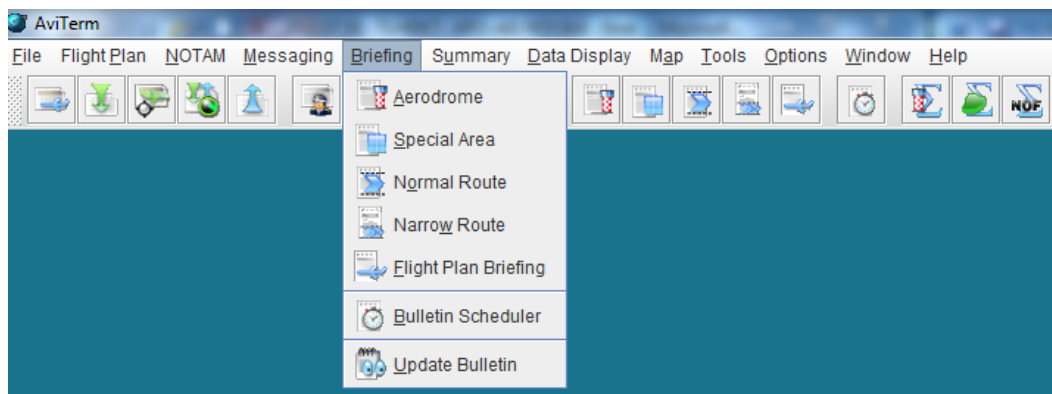 AviTerm
File Flight Plan NOTAM Messaging Briefing Summary Data Display Map Tools Options Window Help
NOF
Aerodrome
Special Area
Normal Route
Narrow Route
Flight Plan Briefing
Bulletin Scheduler
Update Bulletin